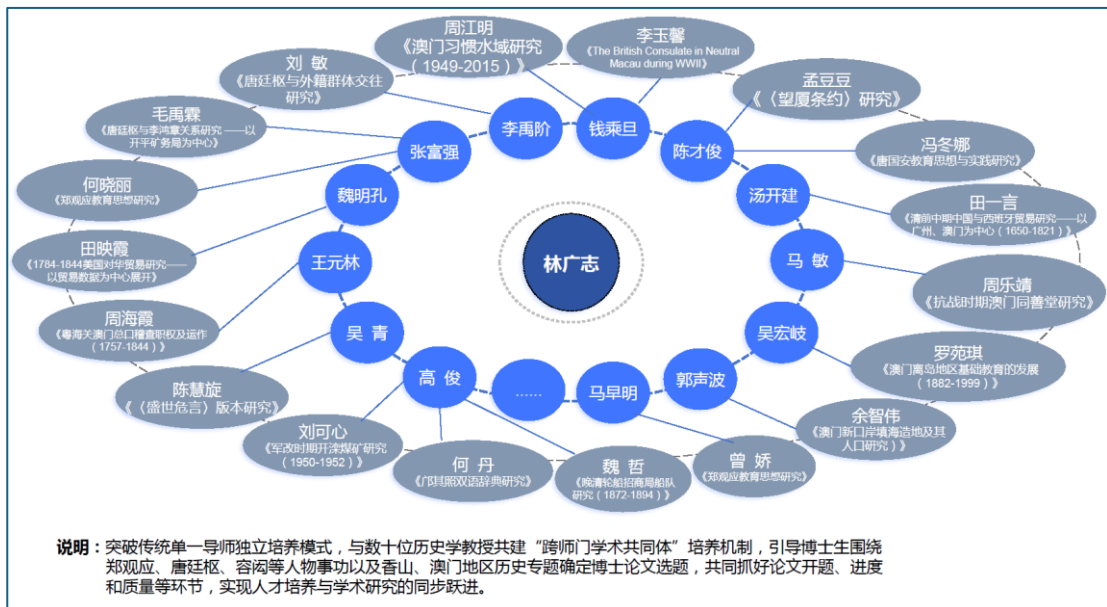 周江明
《澳门习惯水域研究
（1949-2015）》
李玉馨
《The British Consulate in Neutral
Macau during WWII》
刘 敏
《唐廷枢与外籍群体交往
研究》
孟豆豆
《〈望厦条约〉研究》
毛禹霖
《唐廷枢与李鸿章关系研究——以
开平矿务局为中心》
李禹阶
钱乘旦
张富强
陈才俊
冯冬娜
《唐国安教育思想与实践研究》
何晓丽
《郑观应教育思想研究》
魏明孔
汤开建
田一言
《清前中期中国与西班牙贸易研究——以
广州、澳门为中心（1650-1821）》
田映霞
《1784-1844美国对华贸易研究——
以贸易数据为中心展开》
王元林
林广志
马 敏
周乐靖
《抗战时期澳门同善堂研究》
周海霞
《粤海关澳门总口稽查职权及运作
（1757-1844）》
吴 青
吴宏岐
罗苑琪
《澳门离岛地区基础教育的发展
（1882-1999）》
陈慧旋
《〈盛世危言〉版本研究》
高 俊
……
马早明
郭声波
余智伟
《澳门新口岸填海造地及其
人口研究）》
刘可心
《军改时期开滦煤矿研究
（1950-1952）》
何 丹
《邝其照双语辞典研究》
魏 哲
《晚清轮船招商局船队
研究（1872-1894）》
曾 娇
《郑观应教育思想研究》
说明：突破传统单一导师独立培养模式，与数十位历史学教授共建“跨师门学术共同体”培养机制，引导博士生围绕
郑观应、唐廷枢、容闳等人物事功以及香山、澳门地区历史专题确定博士论文选题，共同抓好论文开题、进度
和质量等环节，实现人才培养与学术研究的同步跃进。